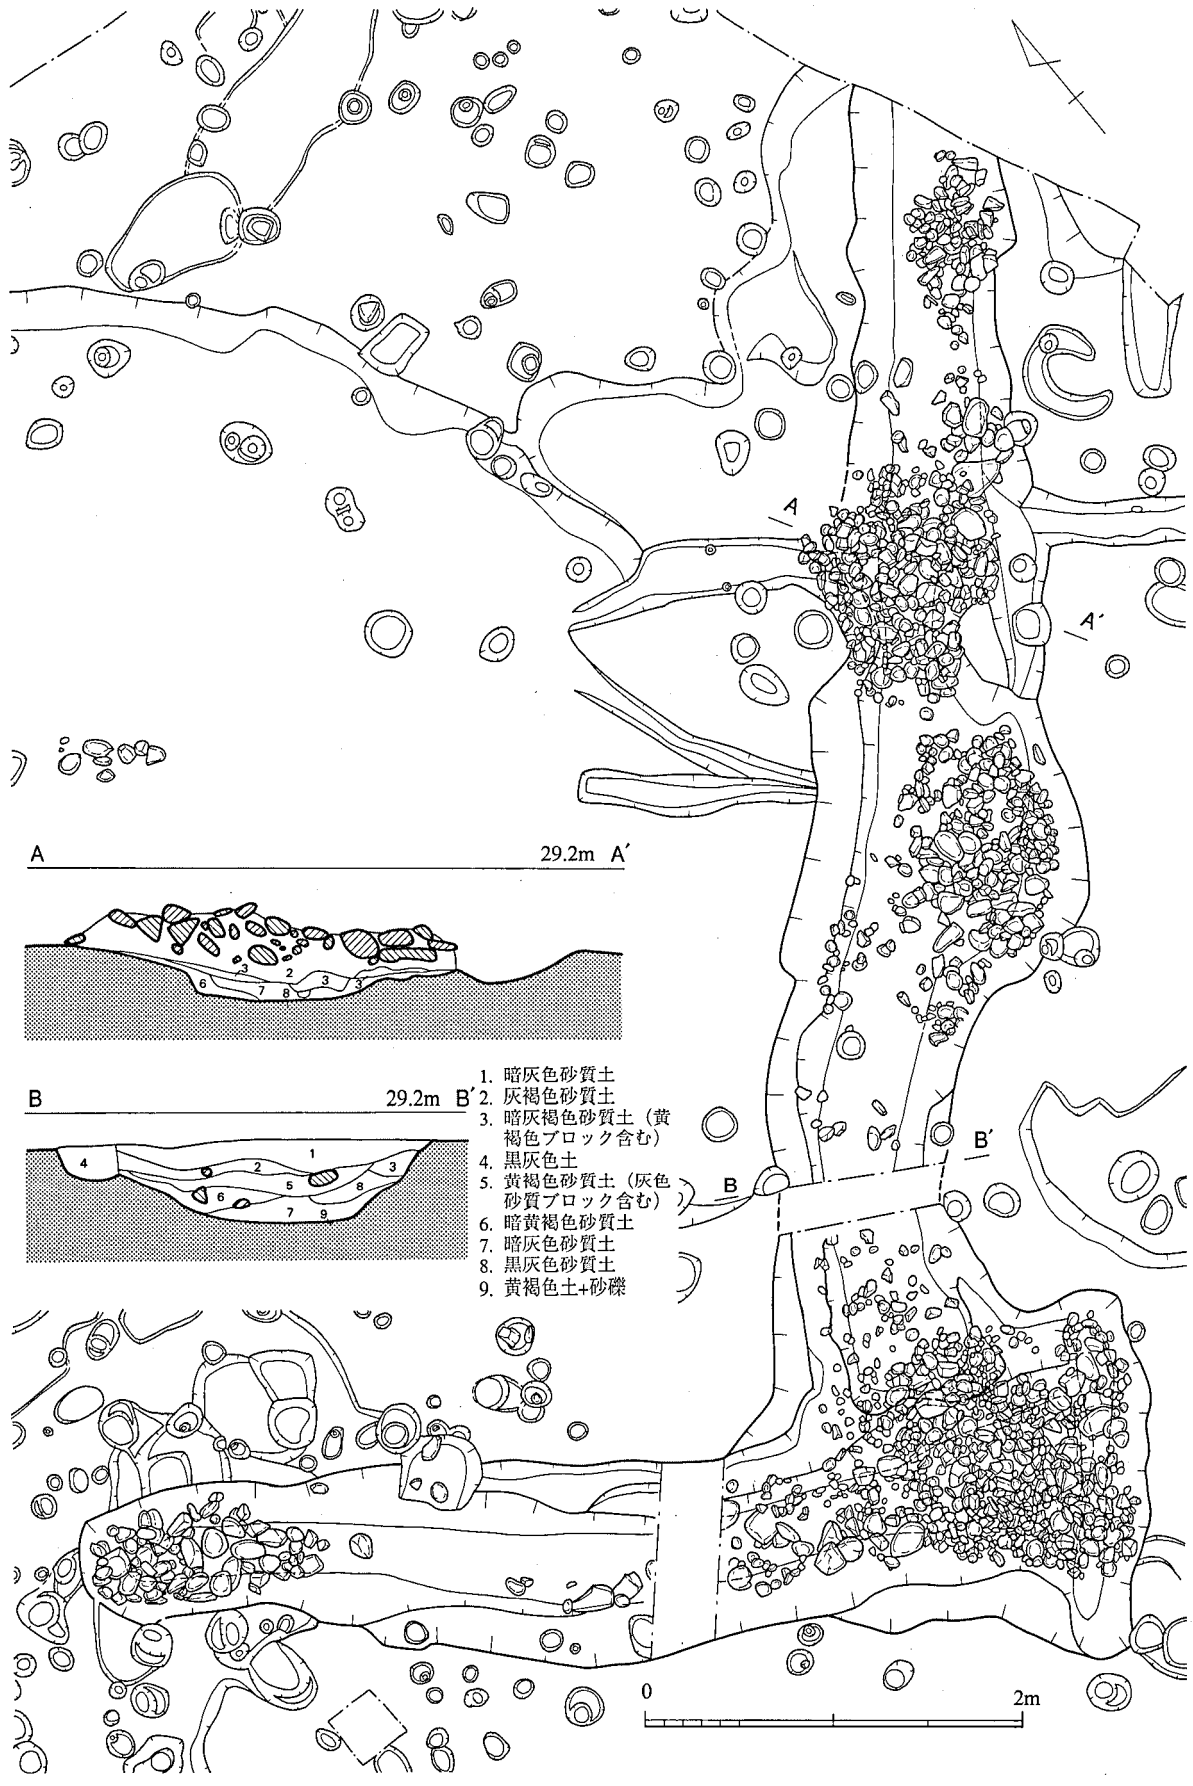 A
A'
A 29.2m A'
3
2
3
3
6
7
8
B 29.2m B'
1
2
3
4
5
8
6
7
9
1. 暗灰色砂質土
2. 灰褐色砂質土
3. 暗灰褐色砂質土（黄
褐色ブロック含む）
4. 黒灰色土
5. 黄褐色砂質土（灰色
砂質ブロック含む）
6. 暗黄褐色砂質土
7. 暗灰色砂質土
8. 黒灰色砂質土
9. 黄褐色土+砂礫
B'
B
0 2m